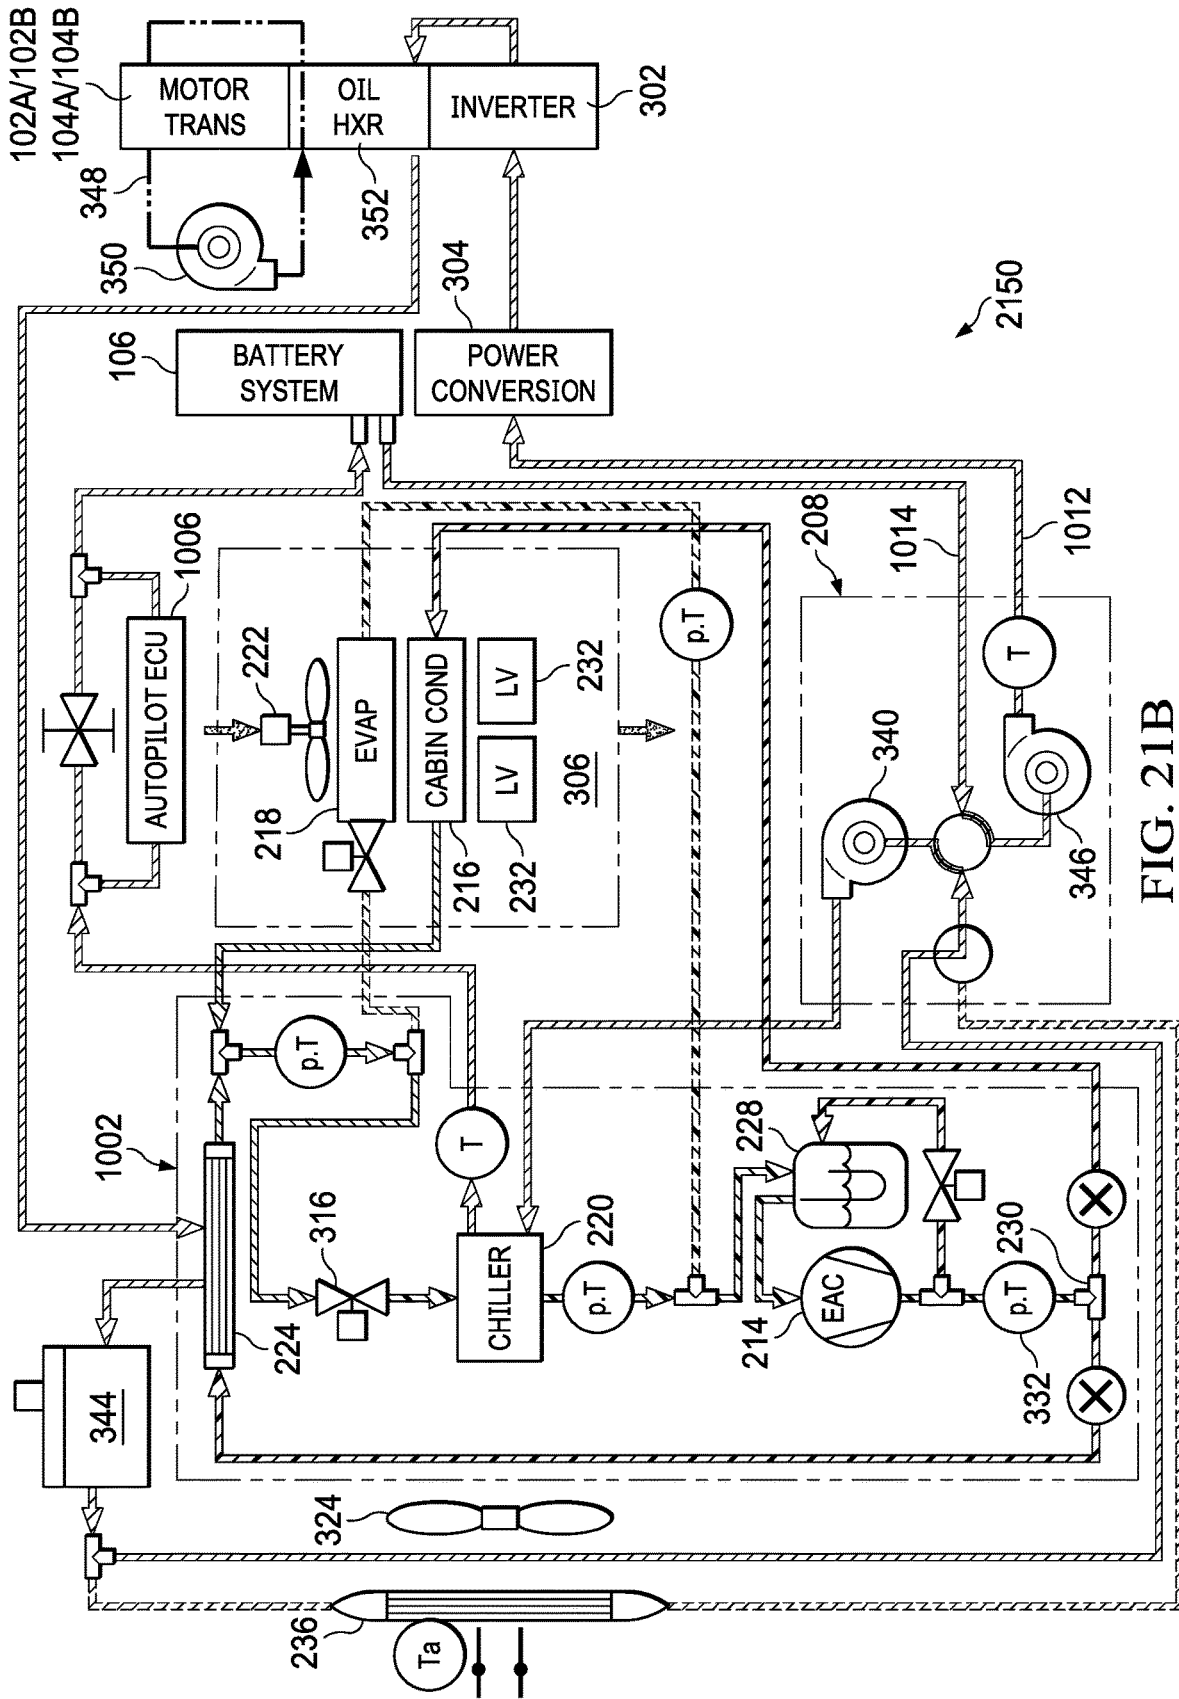 102A/102B
104A/104B
MOTOR
TRANS
OIL
HXR
INVERTER
302
348
350
352
304
106
BATTERY
SYSTEM
POWER
CONVERSION
2150
1006
AUTOPILOT ECU
222
218
EVAP
CABIN COND
216
LV
LV
232
232
306
p.T
208
1014
1012
340
T
346
1002
p.T
T
316
224
CHILLER
220
p.T
228
EAC
214
230
p.T
332
344
324
236
Ta
FIG. 21B